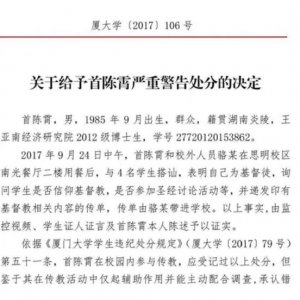 厦大学〔2017〕106 号
关于给予首陈霄严重警告处分的决定
首陈霄，男，1985 年 9 月出生，群众，籍贯湖南炎陵，王
亚南经济研究院 2012 级博士生，学号 27720120153862。
2017 年 9 月 24 日中午，首陈霄和校外人员骆某在思明校区
南光餐厅二楼用餐后，与 4 名学生搭讪，表明自己为基督徒，询
问学生是否信仰基督教，是否参加圣经讨论活动等，并递发印有
基督教相关内容的传单，传单由骆某带进学校。以上事实，由监
控视频、学生证人证言及首陈霄本人陈述予以证实。
依据《厦门大学学生违纪处分规定》（厦大学〔2017〕79 号）
第五十一条，首陈霄在校园内参与传教，应受记过以上处分，但
鉴于其在传教活动中仅起辅助作用并能主动配合调查，承认错